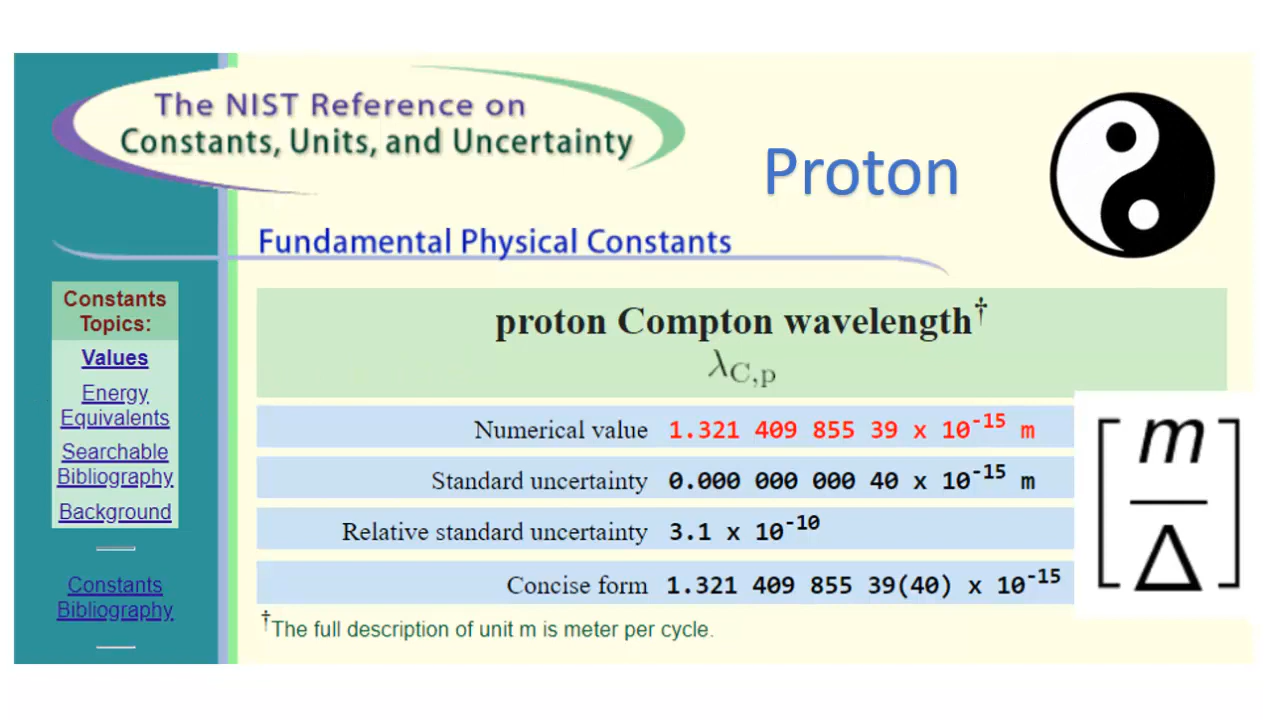 The NIST Reference on
Constants, Units, and Uncertainty
Proton
Fundamental Physical Constants
Constants
Topics:
Values
Energy
Equivalents
Searchable
Bibliography
Background
Constants
Bibliography
proton Compton wavelength†
λC,p
Numerical value 1.321 409 855 39 x 10-15 m
Standard uncertainty 0.000 000 000 40 x 10-15 m
Relative standard uncertainty 3.1 x 10-10
Concise form 1.321 409 855 39(40) x 10-15
†The full description of unit m is meter per cycle.
[m/Δ]